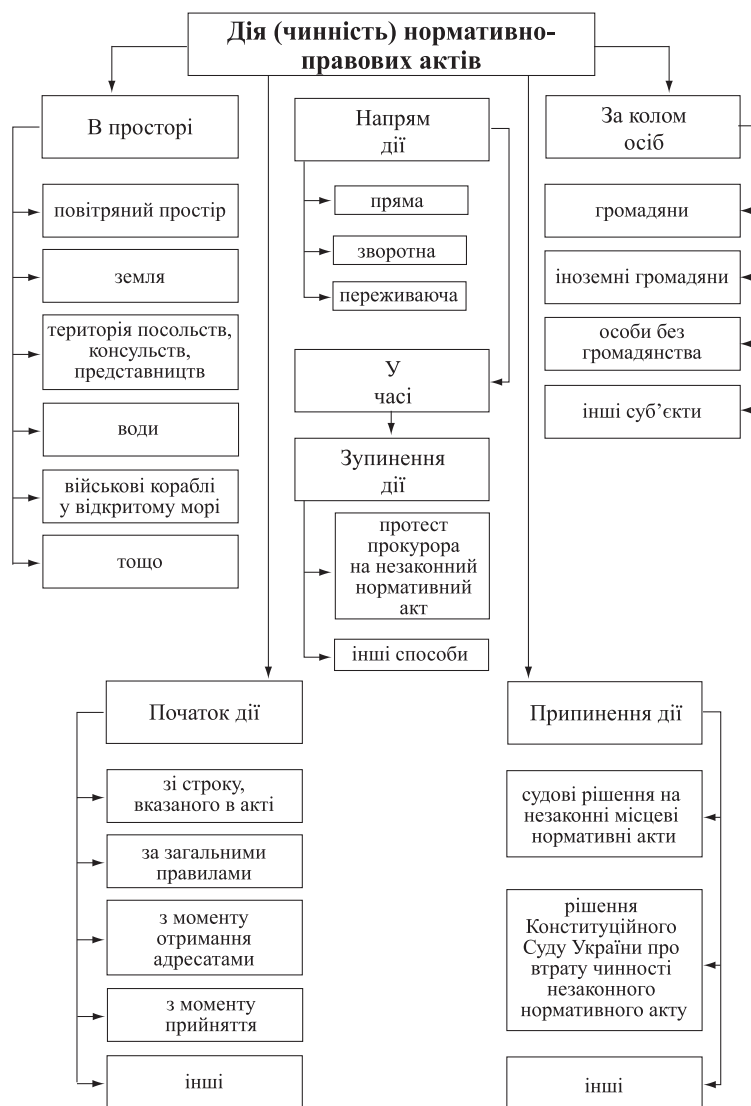 Дія (чинність) нормативно-
правових актів
В просторі
повітряний простір
земля
територія посольств,
консульств,
представництв
води
військові кораблі
у відкритому морі
тощо
Напрям
дії
пряма
зворотна
переживаюча
У
часі
Зупинення
дії
протест
прокурора
на незаконний
нормативний
акт
інші способи
За колом
осіб
громадяни
іноземні громадяни
особи без
громадянства
інші суб’єкти
Початок дії
зі строку,
вказаного в акті
за загальними
правилами
з моменту
отримання
адресатами
з моменту
прийняття
інші
Припинення дії
судові рішення на
незаконні місцеві
нормативні акти
рішення
Конституційного
Суду України про
втрату чинності
незаконного
нормативного акту
інші